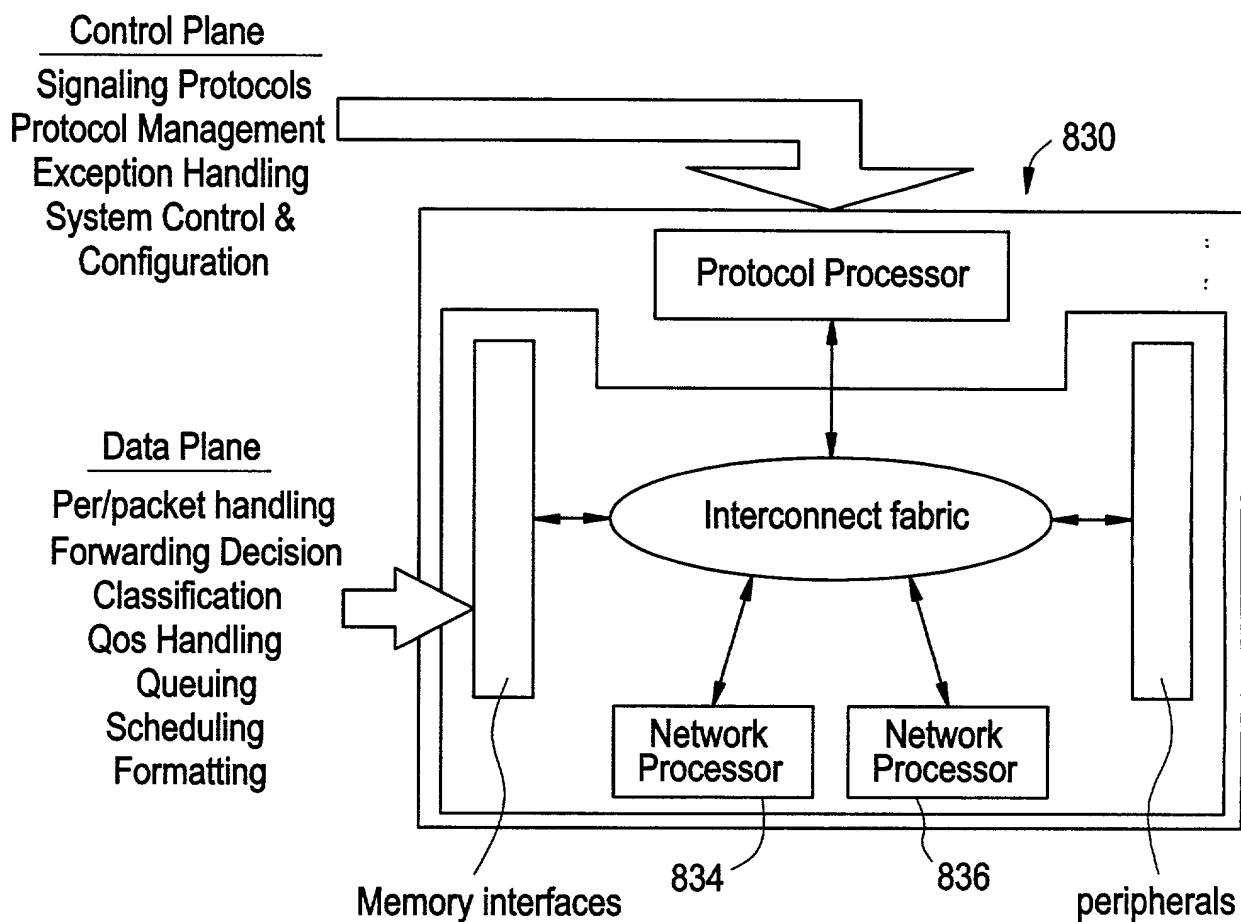 Control Plane
Signaling Protocols
Protocol Management
Exception Handling
System Control &
Configuration
830
Protocol Processor
Data Plane
Per/packet handling
Forwarding Decision
Classification
Qos Handling
Queuing
Scheduling
Formatting
Interconnect fabric
Network
Processor
Network
Processor
834
836
Memory interfaces
peripherals